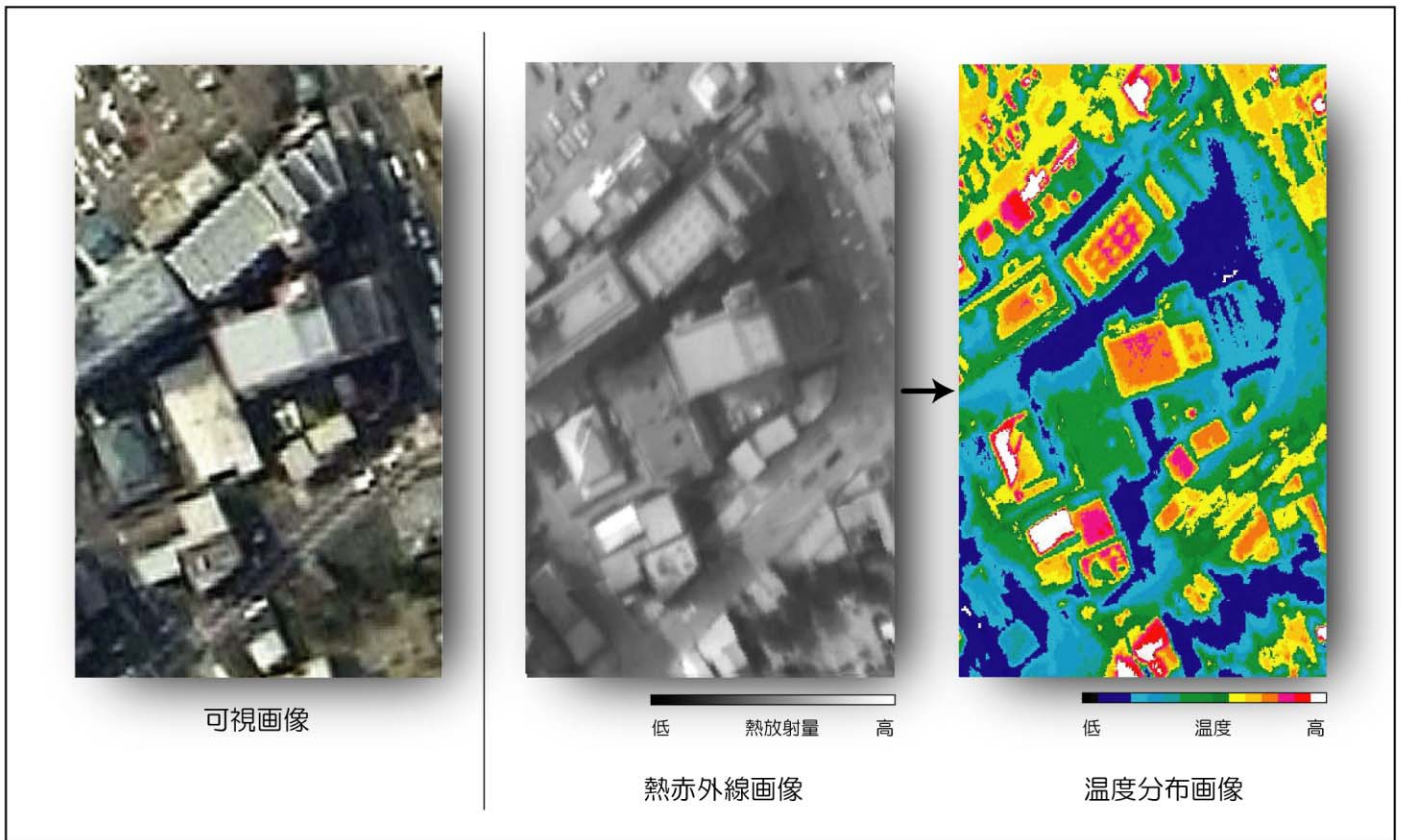 可視画像
低 熱放射量 高
熱赤外線画像
低 温度 高
温度分布画像